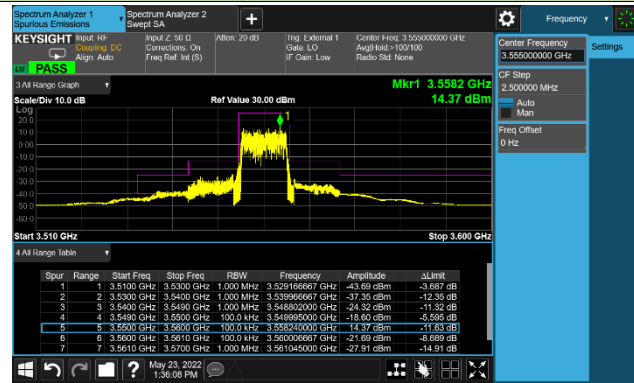 Spectrum Analyzer 1
Spurious Emissions
Spectrum Analyzer 2
Swept SA
Frequency
KEYSIGHT Input: RF
Coupling: DC
Align: Auto
Input Z: 50 Ω
Corrections: On
Freq Ref: Int (S)
Atten: 20 dB
Trig: External 1
Gate: LO
IF Gain: Low
Center Freq: 3.555000000 GHz
Avg|Hold:>100/100
Radio Std: None
LXI PASS
Center Frequency
3.555000000 GHz
Settings
CF Step
2.500000 MHz
Auto
Man
Freq Offset
0 Hz
3 All Range Graph
Mkr1 3.5582 GHz
14.37 dBm
Scale/Div 10.0 dB
Ref Value 30.00 dBm
Log
20.0
10.0
0.00
-10.0
-20.0
-30.0
-40.0
-50.0
-60.0
1
Start 3.510 GHz
Stop 3.600 GHz
4 All Range Table
Spur Range Start Freq Stop Freq RBW Frequency Amplitude ΔLimit
1 1 3.5100 GHz 3.5300 GHz 1.000 MHz 3.529166667 GHz -43.69 dBm -3.687 dB
2 2 3.5300 GHz 3.5400 GHz 1.000 MHz 3.539966667 GHz -37.35 dBm -12.35 dB
3 3 3.5400 GHz 3.5490 GHz 1.000 MHz 3.548802000 GHz -24.32 dBm -11.32 dB
4 4 3.5490 GHz 3.5500 GHz 100.0 kHz 3.549995000 GHz -18.60 dBm -5.595 dB
5 5 3.5500 GHz 3.5600 GHz 100.0 kHz 3.558240000 GHz 14.37 dBm -11.63 dB
6 6 3.5600 GHz 3.5610 GHz 100.0 kHz 3.560006667 GHz -21.69 dBm -8.689 dB
7 7 3.5610 GHz 3.5700 GHz 1.000 MHz 3.561045000 GHz -27.91 dBm -14.91 dB
May 23, 2022
1:36:08 PM